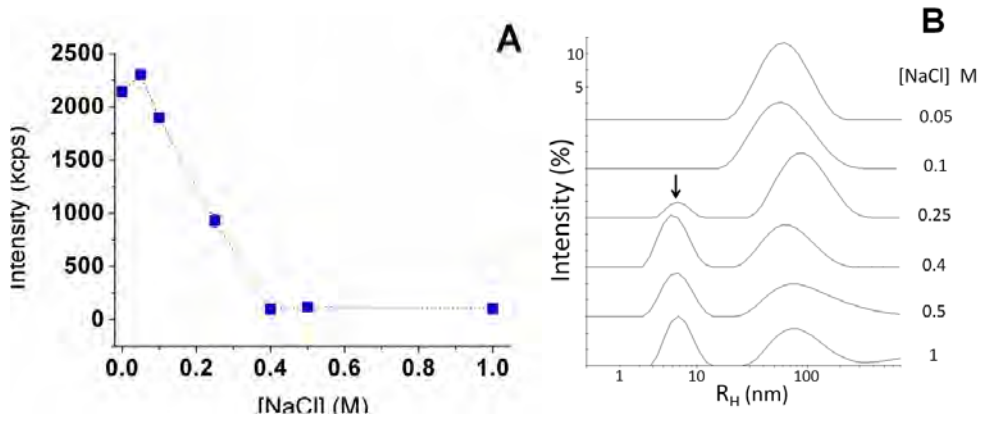 A
2500
2000
1500
1000
500
0
Intensity (kcps)
0.0 0.2 0.4 0.6 0.8 1.0
[NaCl] (M)
B
[NaCl] M
10
5
0.05
0.1
0.25
0.4
0.5
1
Intensity (%)
1 10 100
RH (nm)